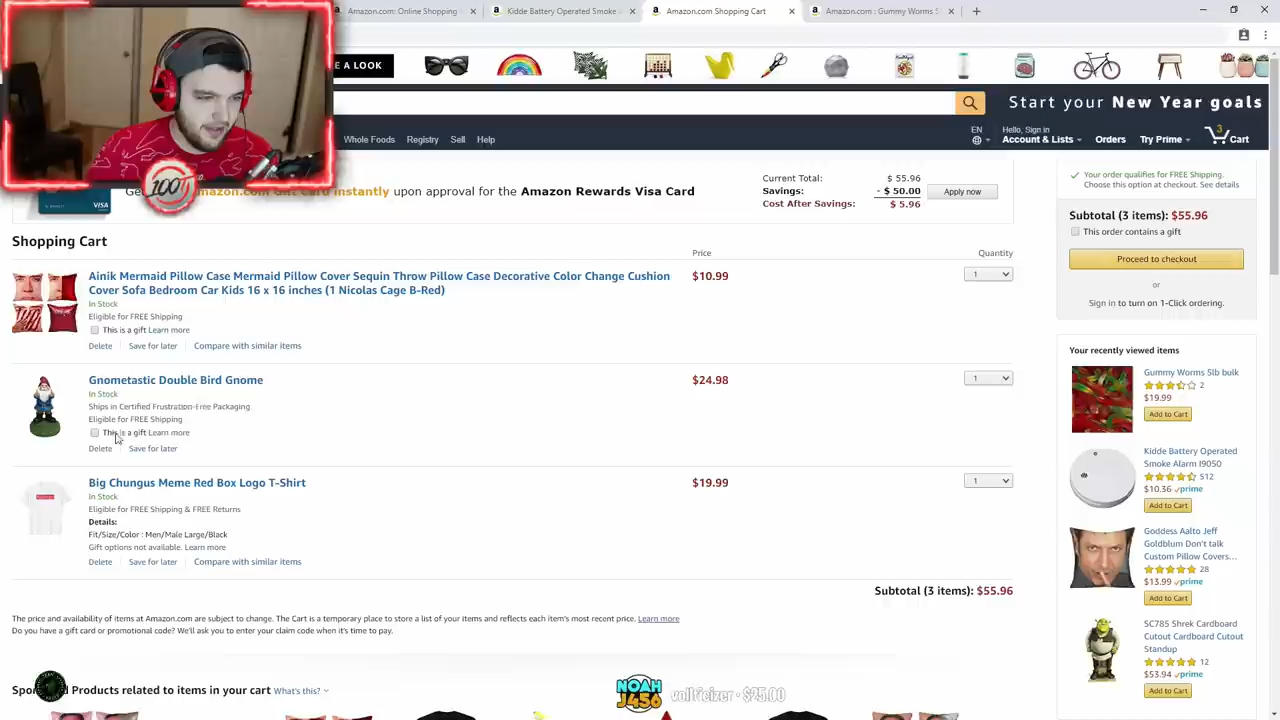 Amazon.com: Online Shopping
Kidde Battery Operated Smoke
Amazon.com Shopping Cart
Amazon.com : Gummy Worms 5
E A LOOK
Start your New Year goals
Whole Foods
Registry
Sell
Help
EN
Hello, Sign in
Account & Lists
Orders
Try Prime
3
Cart
100
amazon.com Gift Card instantly upon approval for the Amazon Rewards Visa Card
VISA
Current Total: $ 55.96
Savings: - $ 50.00
Cost After Savings: $ 5.96
Apply now
Your order qualifies for FREE Shipping.
Choose this option at checkout. See details
Subtotal (3 items): $55.96
This order contains a gift
Proceed to checkout
or
Sign in to turn on 1-Click ordering.
Shopping Cart
Price
Quantity
Ainik Mermaid Pillow Case Mermaid Pillow Cover Sequin Throw Pillow Case Decorative Color Change Cushion
Cover Sofa Bedroom Car Kids 16 x 16 inches (1 Nicolas Cage B-Red)
$10.99
1
In Stock
Eligible for FREE Shipping
This is a gift Learn more
Delete
Save for later
Compare with similar items
Gnometastic Double Bird Gnome
$24.98
1
In Stock
Ships in Certified Frustration-Free Packaging
Eligible for FREE Shipping
This is a gift Learn more
Delete
Save for later
Big Chungus Meme Red Box Logo T-Shirt
$19.99
1
In Stock
Eligible for FREE Shipping & FREE Returns
Details:
Fit/Size/Color : Men/Male Large/Black
Gift options not available. Learn more
Delete
Save for later
Compare with similar items
Subtotal (3 items): $55.96
The price and availability of items at Amazon.com are subject to change. The Cart is a temporary place to store a list of your items and reflects each item's most recent price. Learn more
Do you have a gift card or promotional code? We'll ask you to enter your claim code when it's time to pay.
Products related to items in your cart What's this?
Your recently viewed items
Gummy Worms 5lb bulk
2
$19.99
Add to Cart
Kidde Battery Operated
Smoke Alarm I9050
512
$10.36 prime
Add to Cart
Goddess Aalto Jeff
Goldblum Don't talk
Custom Pillow Covers...
28
$13.99 prime
Add to Cart
SC785 Shrek Cardboard
Cutout Cardboard Cutout
Standup
12
$53.94 prime
Add to Cart
NOAH
J456